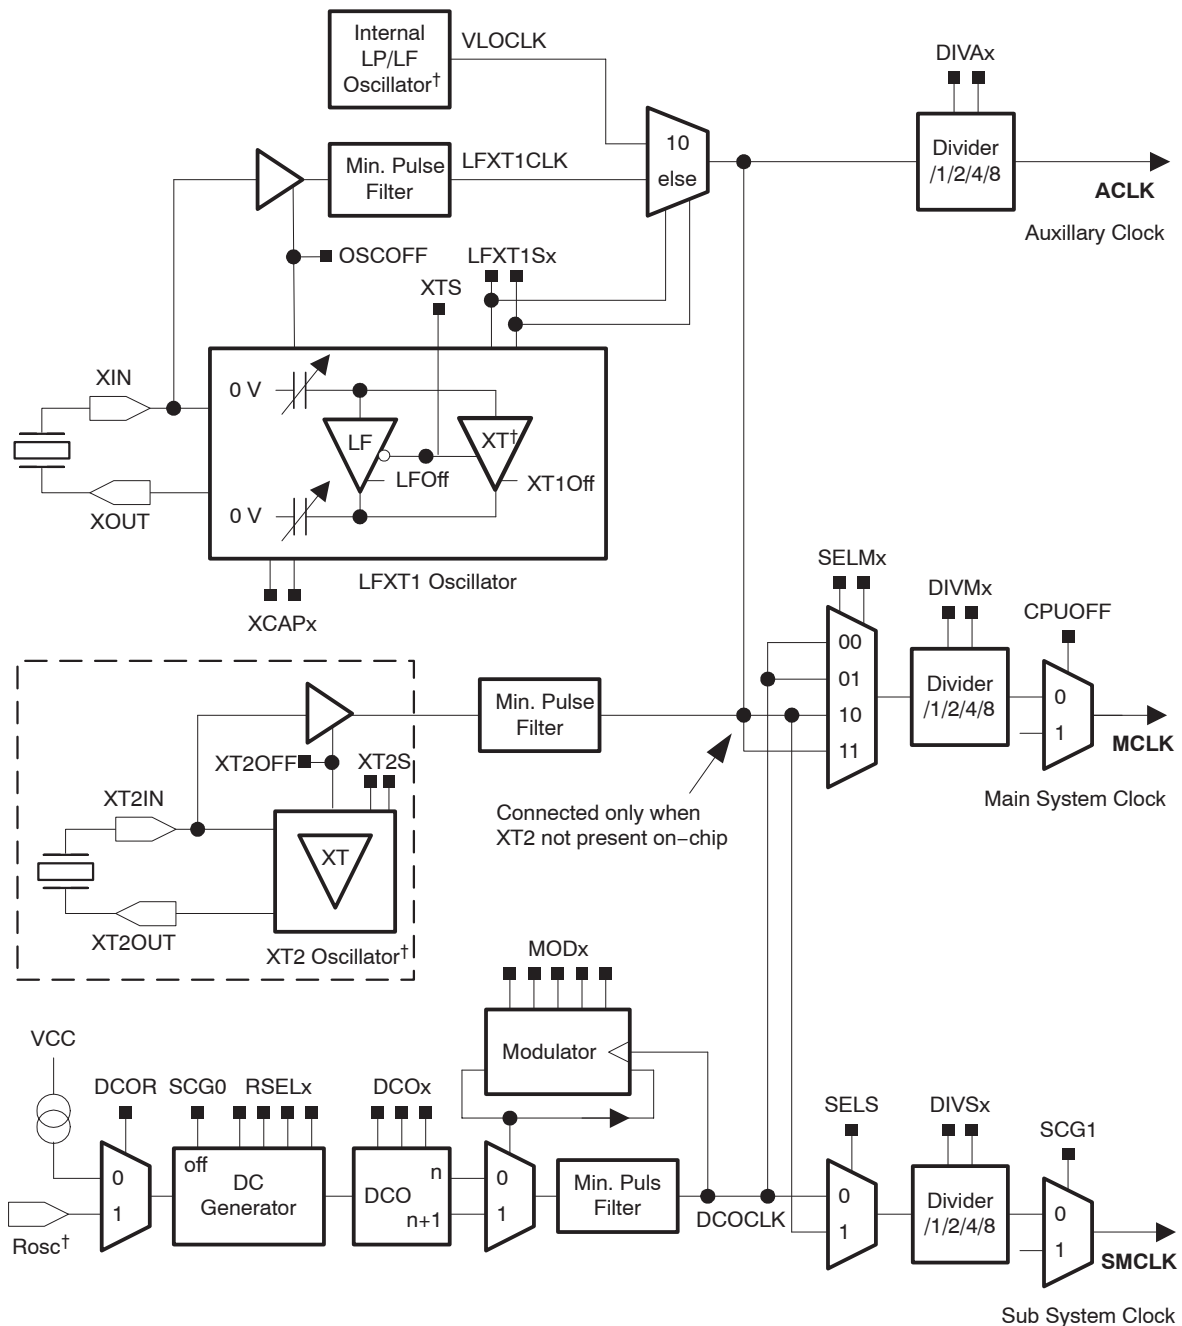 Internal
LP/LF
Oscillator†
VLOCLK
DIVAx
10
else
Min. Pulse
Filter
LFXT1CLK
Divider
/1/2/4/8
ACLK
Auxillary Clock
OSCOFF
LFXT1Sx
XTS
XIN
0 V
LF
XT†
LFOff
XT1Off
0 V
XOUT
LFXT1 Oscillator
XCAPx
SELMx
DIVMx
CPUOFF
00
01
10
11
Divider
/1/2/4/8
0
1
MCLK
Main System Clock
Min. Pulse
Filter
XT2OFF
XT2S
XT2IN
XT
XT2OUT
XT2 Oscillator†
Connected only when
XT2 not present on−chip
MODx
Modulator
VCC
DCOR
SCG0
RSELx
DCOx
0
1
Rosc†
off
DC
Generator
DCO
n
n+1
0
1
Min. Puls
Filter
DCOCLK
SELS
DIVSx
SCG1
0
1
Divider
/1/2/4/8
0
1
SMCLK
Sub System Clock